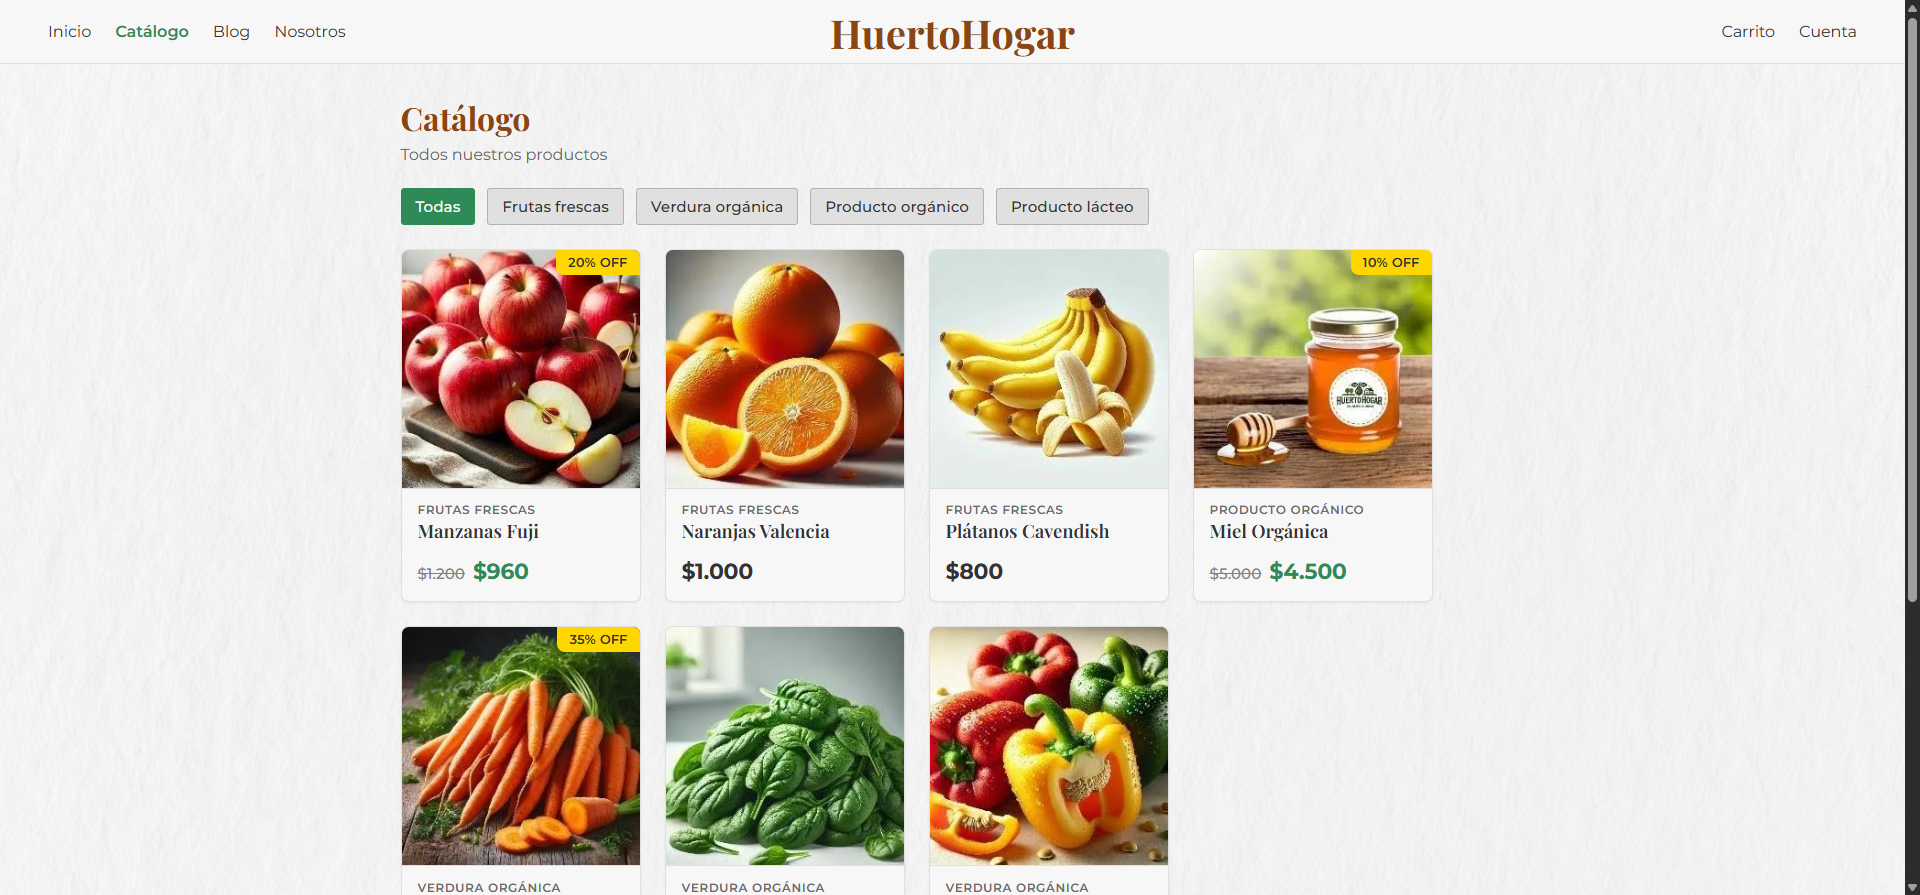 Inicio Catálogo Blog Nosotros HuertoHogar Carrito Cuenta
Catálogo
Todos nuestros productos
Todas Frutas frescas Verdura orgánica Producto orgánico Producto lácteo
20% OFF
FRUTAS FRESCAS
Manzanas Fuji
$1.200 $960
FRUTAS FRESCAS
Naranjas Valencia
$1.000
FRUTAS FRESCAS
Plátanos Cavendish
$800
10% OFF
HUERTOHOGAR
PRODUCTO ORGÁNICO
Miel Orgánica
$5.000 $4.500
35% OFF
VERDURA ORGÁNICA
VERDURA ORGÁNICA
VERDURA ORGÁNICA